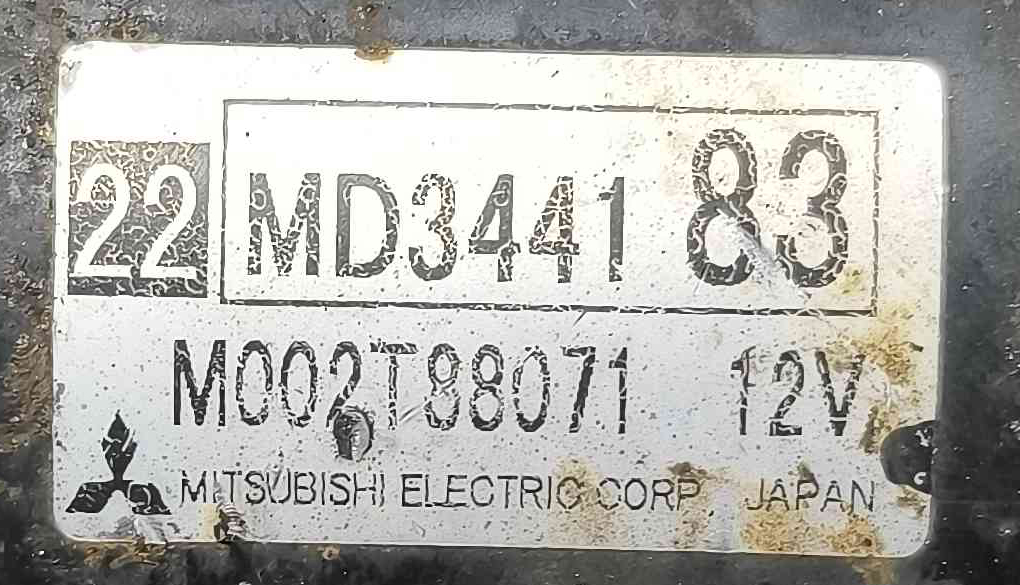 22 MD344183
M002T88071 12V
MITSUBISHI ELECTRIC CORP. JAPAN